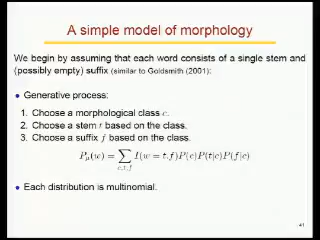 A simple model of morphology
We begin by assuming that each word consists of a single stem and
(possibly empty) suffix (similar to Goldsmith (2001):
• Generative process:
1. Choose a morphological class c.
2. Choose a stem t based on the class.
3. Choose a suffix f based on the class.
P_μ(w) = ∑_{c,t,f} I(w = t.f)P(c)P(t|c)P(f|c)
• Each distribution is multinomial.
41